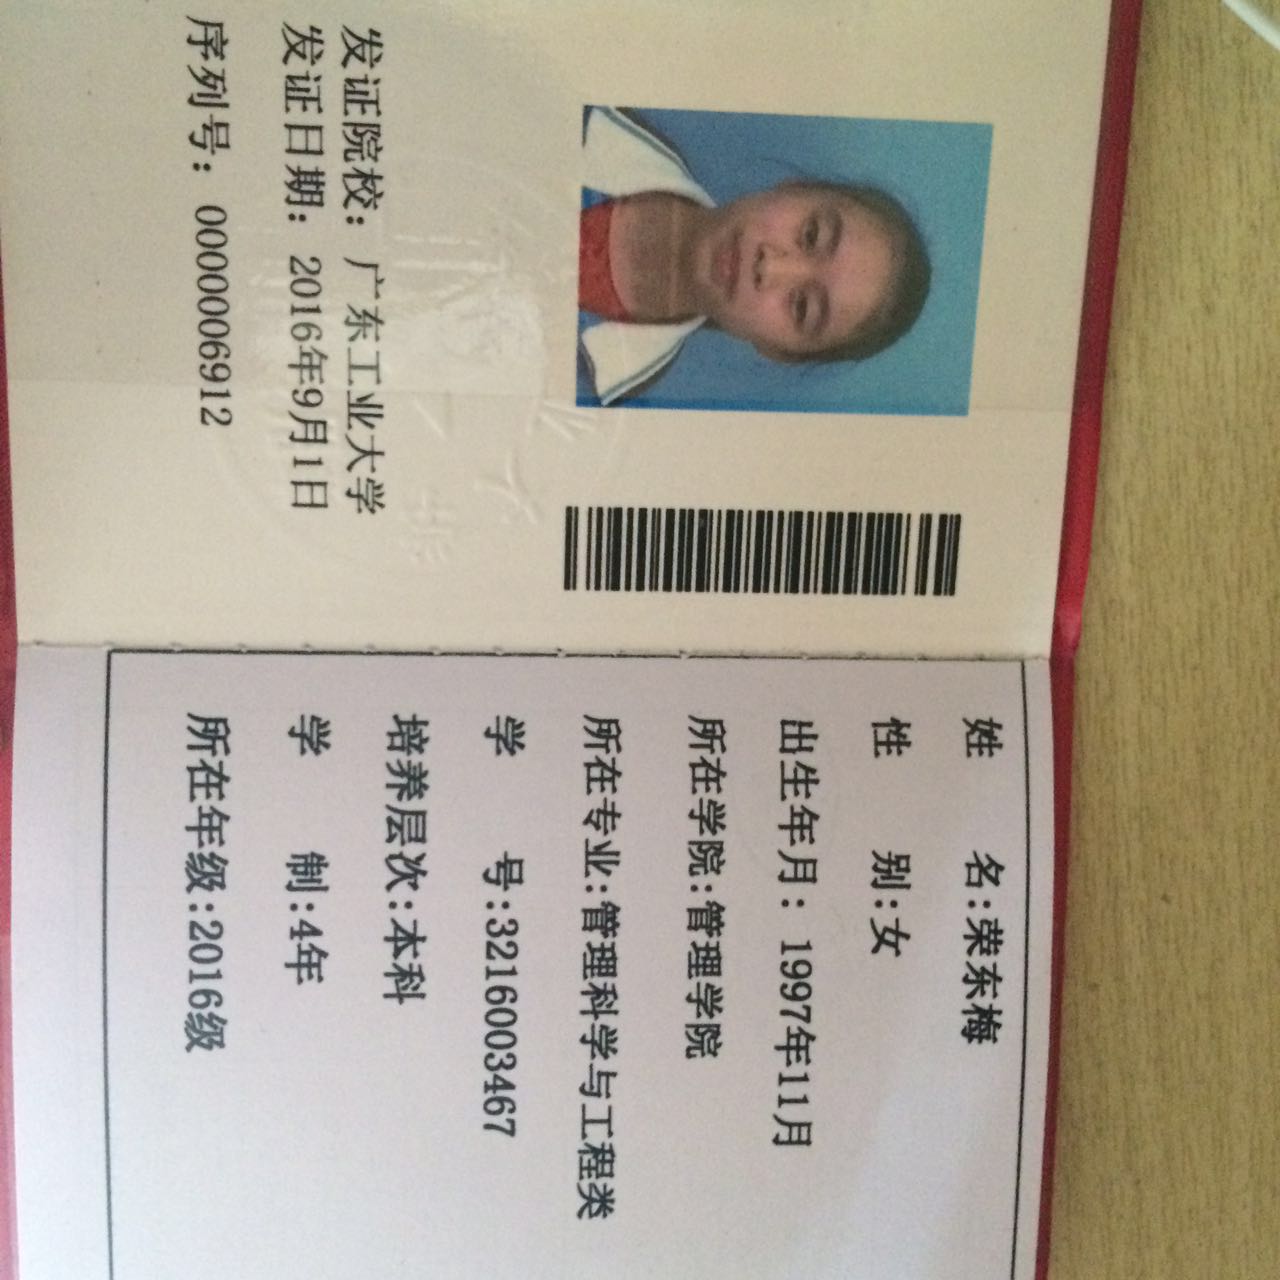 发证院校：广东工业大学
发证日期：2016年9月1日
序列号：000006912
姓名:荣东梅
性别:女
出生年月：1997年11月
所在学院:管理学院
所在专业:管理科学与工程类
学号:3216003467
培养层次:本科
学制:4年
所在年级:2016级